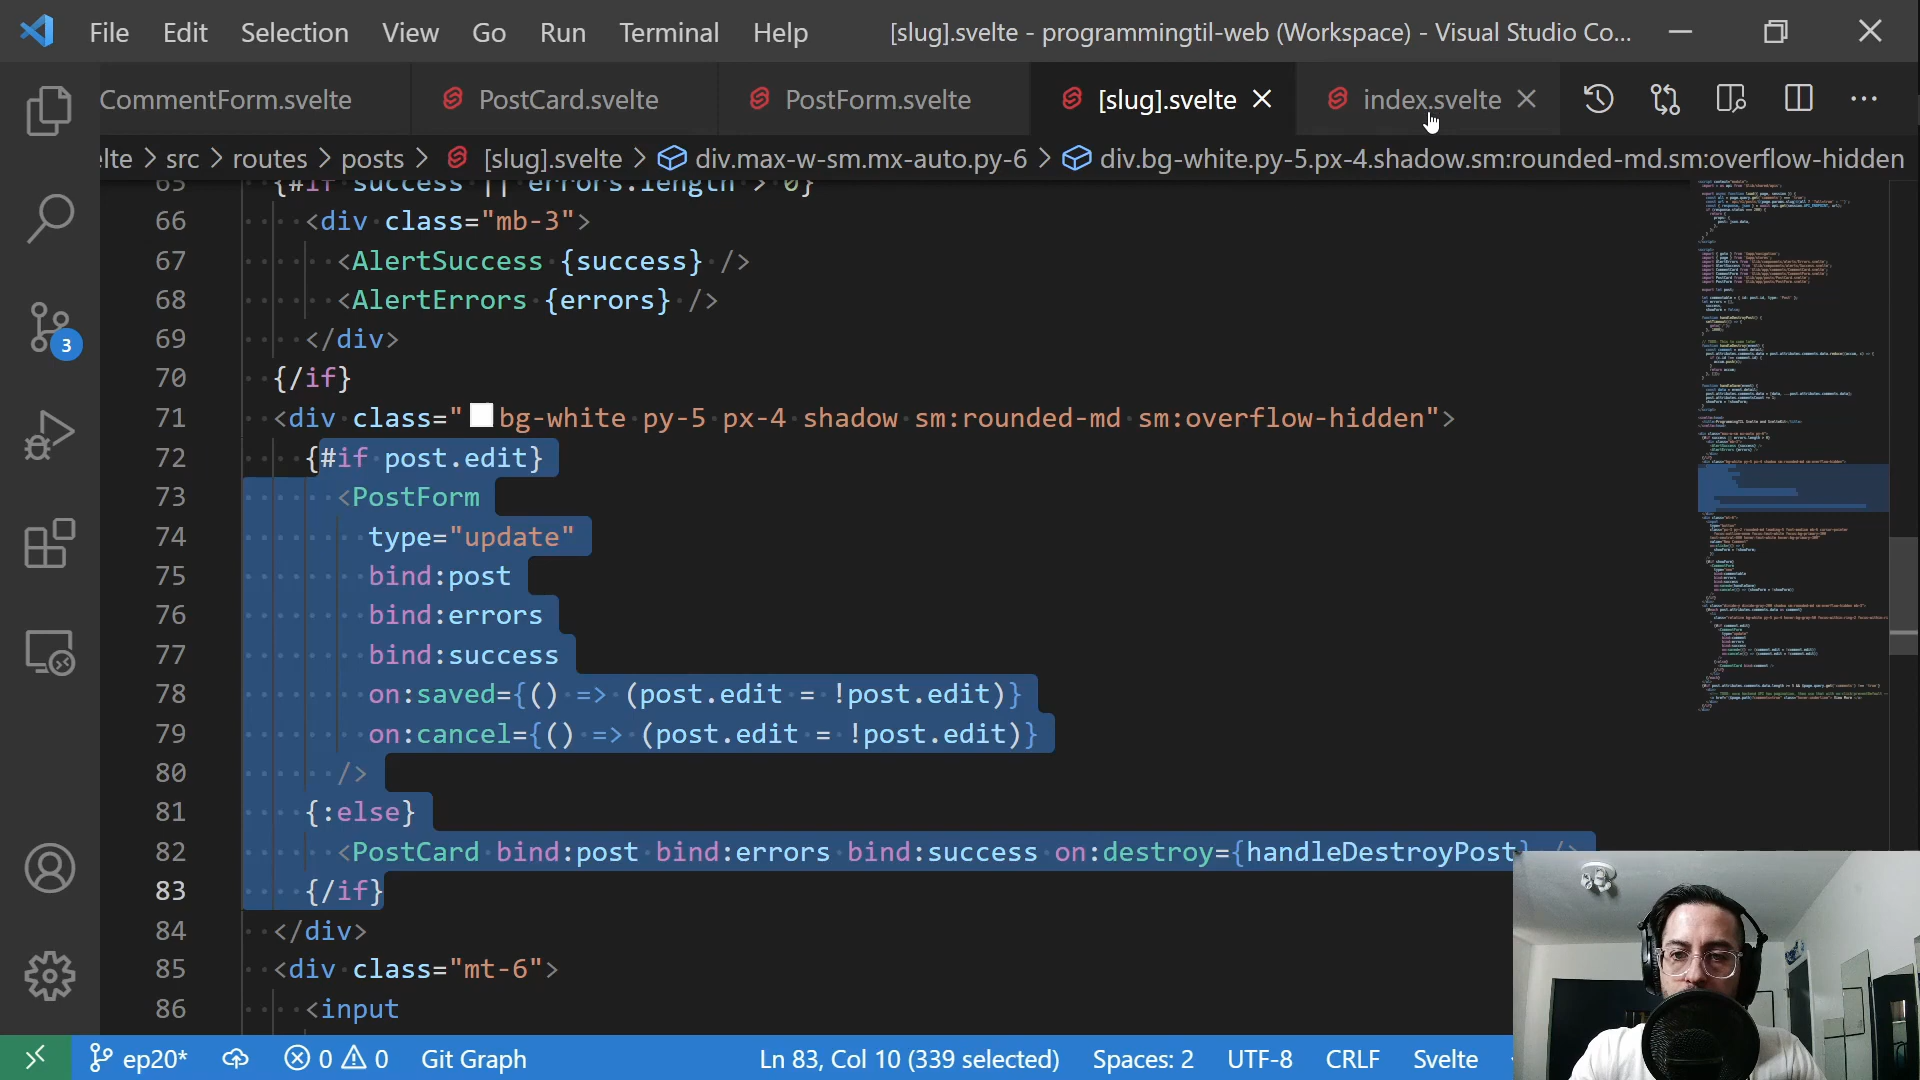 File Edit Selection View Go Run Terminal Help [slug].svelte - programmingtil-web (Workspace) - Visual Studio Co...
CommentForm.svelte PostCard.svelte PostForm.svelte [slug].svelte index.svelte
lte > src > routes > posts > [slug].svelte > div.max-w-sm.mx-auto.py-6 > div.bg-white.py-5.px-4.shadow.sm:rounded-md.sm:overflow-hidden
65 {#if success || errors.length > 0}
66 <div class="mb-3">
67 <AlertSuccess {success} />
68 <AlertErrors {errors} />
69 </div>
70 {/if}
71 <div class="bg-white py-5 px-4 shadow sm:rounded-md sm:overflow-hidden">
72 {#if post.edit}
73 <PostForm
74 type="update"
75 bind:post
76 bind:errors
77 bind:success
78 on:saved={() => (post.edit = !post.edit)}
79 on:cancel={() => (post.edit = !post.edit)}
80 />
81 {:else}
82 <PostCard bind:post bind:errors bind:success on:destroy={handleDestroyPost} />
83 {/if}
84 </div>
85 <div class="mt-6">
86 <input
3
ep20* 0 0 Git Graph Ln 83, Col 10 (339 selected) Spaces: 2 UTF-8 CRLF Svelte